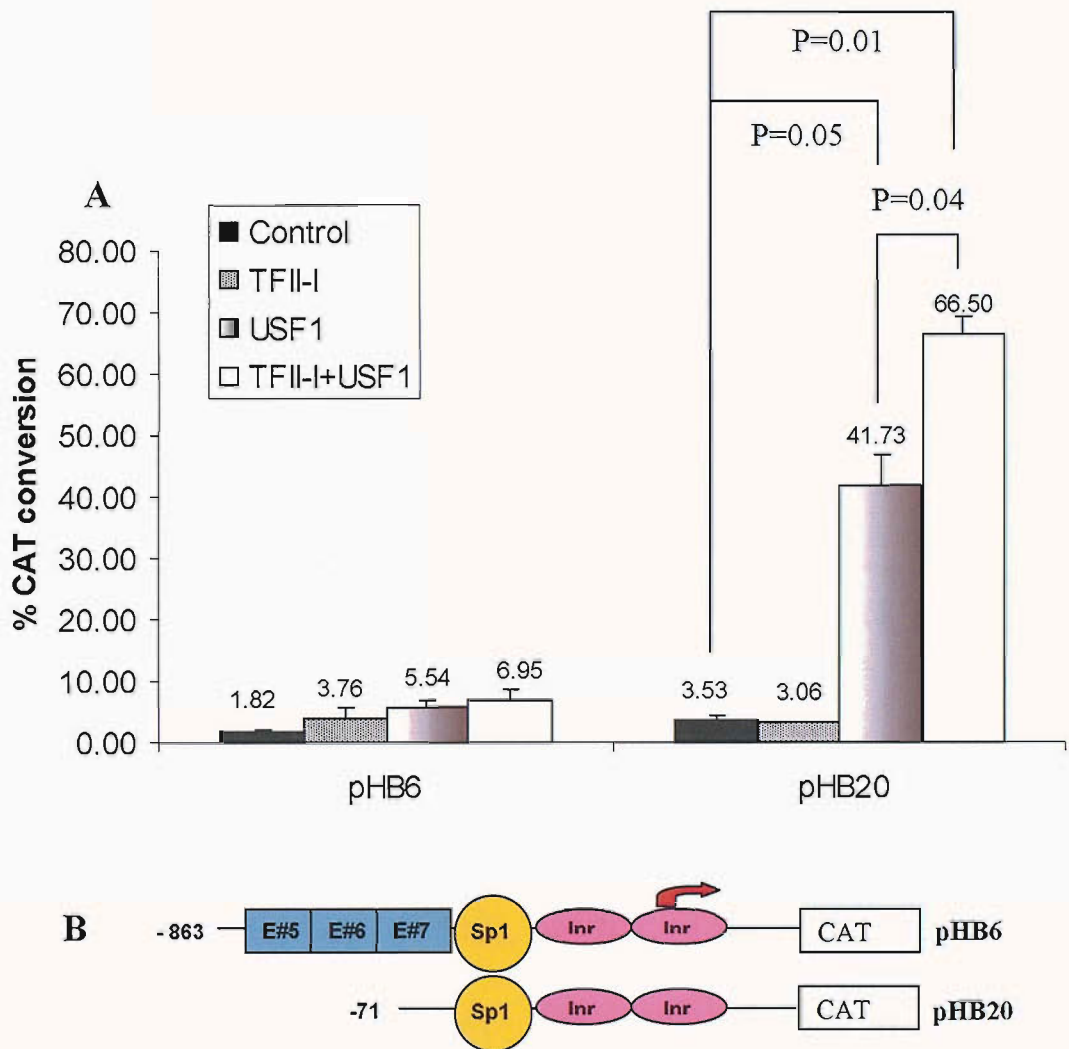 P=0.01
P=0.05
P=0.04
A
Control
TFII-I
USF1
TFII-I+USF1
80.00
70.00
60.00
50.00
40.00
30.00
20.00
10.00
0.00
% CAT conversion
1.82
3.76
5.54
6.95
3.53
3.06
41.73
66.50
pHB6
pHB20
B
- 863 E#5 E#6 E#7 Sp1 Inr Inr CAT pHB6
-71 Sp1 Inr Inr CAT pHB20